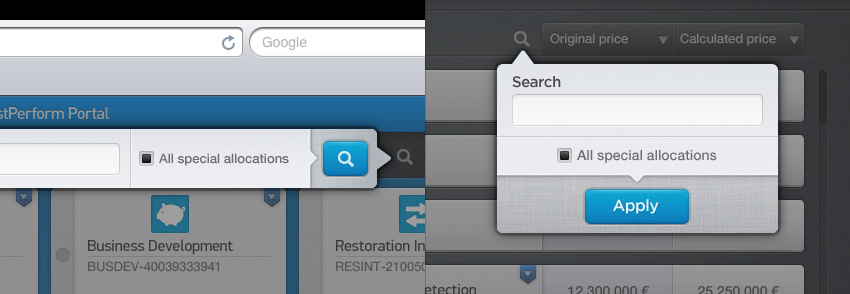 Google
stPerform Portal
All special allocations
Business Development
BUSDEV-40039333941
Restoration In
RESINT-210050
Original price
Calculated price
Search
All special allocations
Apply
etection
12 300 000 €
25 250 000 €